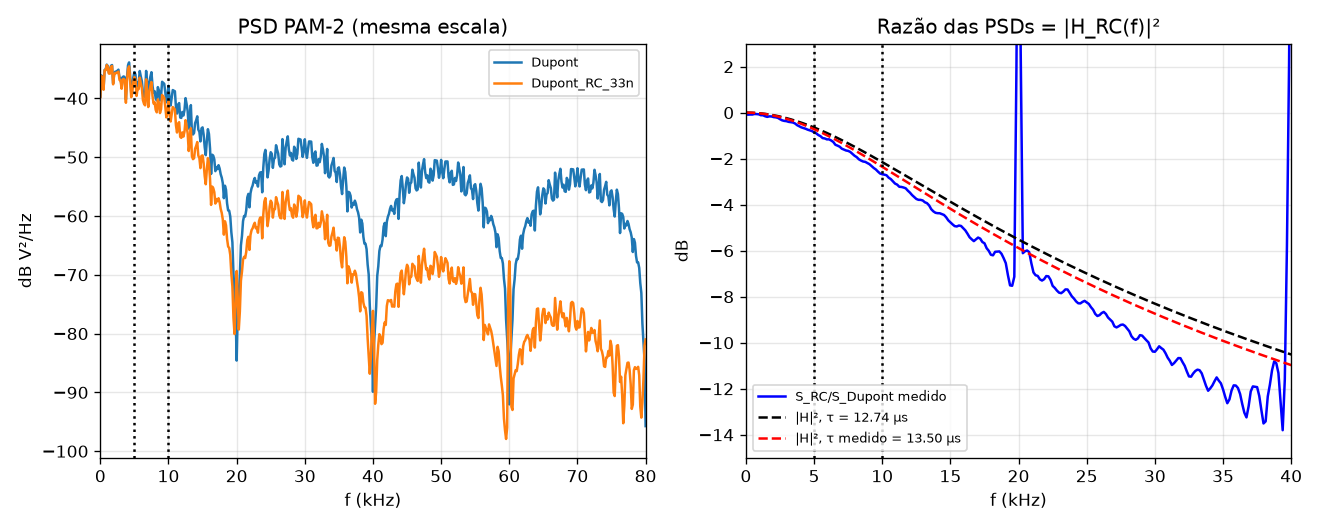 PSD PAM-2 (mesma escala)
dB V²/Hz
−40
−50
−60
−70
−80
−90
−100
Dupont
Dupont_RC_33n
0 10 20 30 40 50 60 70 80
f (kHz)
Razão das PSDs = |H_RC(f)|²
dB
2
0
−2
−4
−6
−8
−10
−12
−14
S_RC/S_Dupont medido
|H|², τ = 12.74 µs
|H|², τ medido = 13.50 µs
0 5 10 15 20 25 30 35 40
f (kHz)